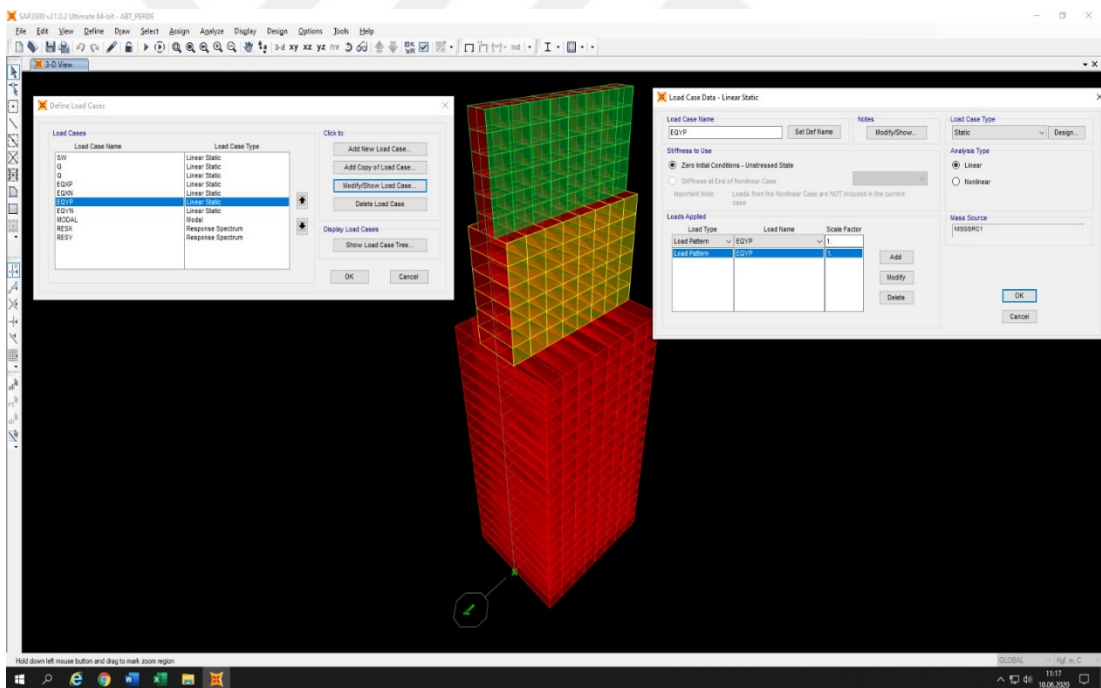 SAP2000 v21.0.2 Ultimate 64-bit - ABT_PERDE
File Edit View Define Draw Select Assign Analyze Display Design Options Tools Help
3-d xy xz yz nv
nd
3-D View
Define Load Cases
Load Cases
Load Case Name Load Case Type
SW Linear Static
G Linear Static
Q Linear Static
EQXP Linear Static
EQXN Linear Static
EQYP Linear Static
EQYN Linear Static
MODAL Modal
RESX Response Spectrum
RESY Response Spectrum
Click to:
Add New Load Case...
Add Copy of Load Case...
Modify/Show Load Case...
Delete Load Case
Display Load Cases
Show Load Case Tree...
OK Cancel
Load Case Data - Linear Static
Load Case Name
EQYP Set Def Name
Notes
Modify/Show...
Load Case Type
Static Design...
Stiffness to Use
Zero Initial Conditions - Unstressed State
Stiffness at End of Nonlinear Case
Important Note: Loads from the Nonlinear Case are NOT included in the current case
Analysis Type
Linear
Nonlinear
Loads Applied
Load Type Load Name Scale Factor
Load Pattern EQYP 1.
Load Pattern EQYP 1.
Add
Modify
Delete
Mass Source
MSSSRC1
OK
Cancel
Hold down left mouse button and drag to mark zoom region
GLOBAL Kgf, m, C
11:17
10.06.2020